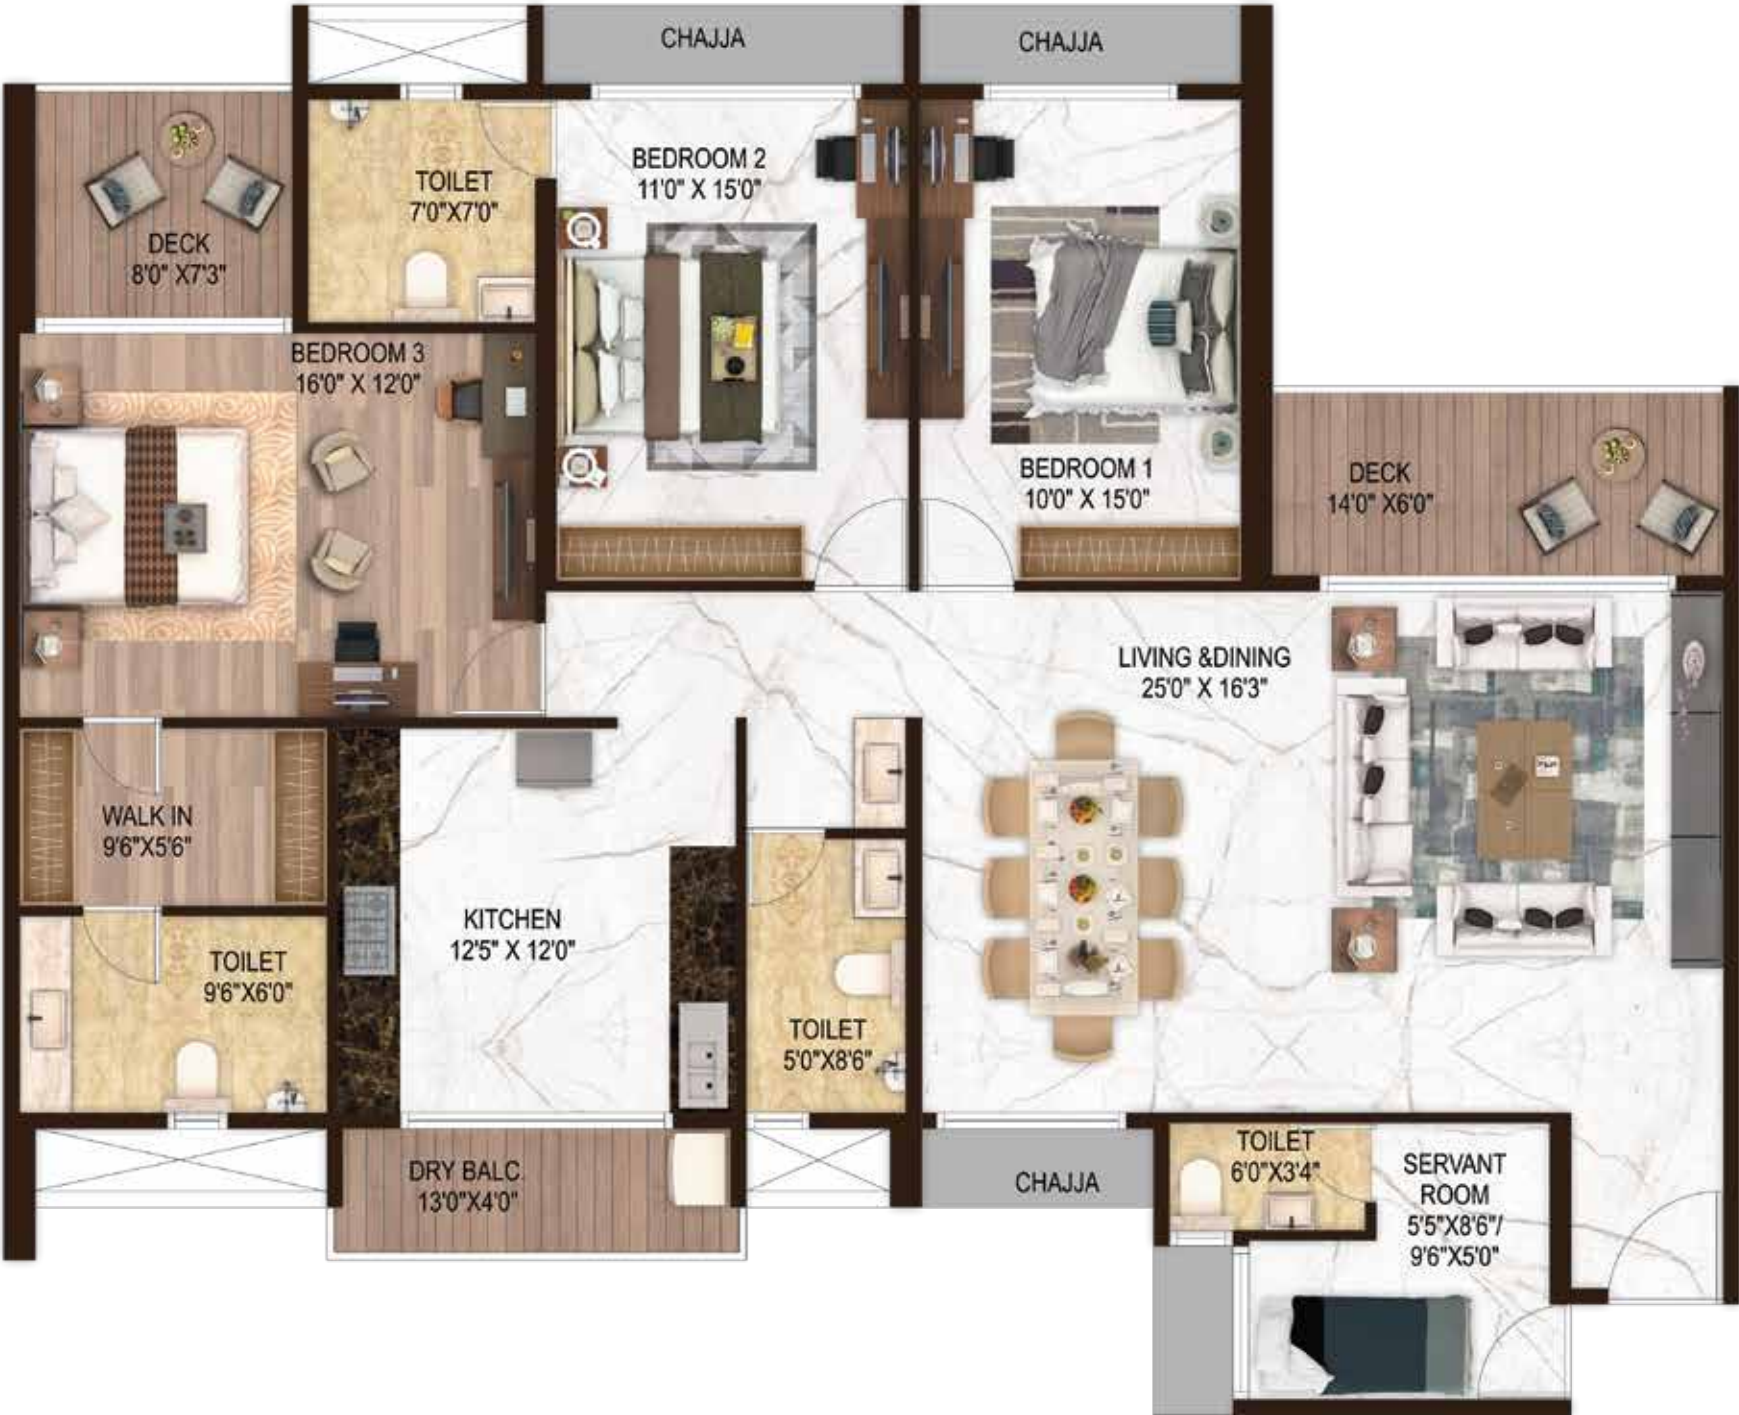 CHAJJA
CHAJJA
BEDROOM 2
11'0" X 15'0"
TOILET
7'0"X7'0"
DECK
8'0" X7'3"
BEDROOM 3
16'0" X 12'0"
BEDROOM 1
10'0" X 15'0"
DECK
14'0" X6'0"
LIVING &DINING
25'0" X 16'3"
WALK IN
9'6"X5'6"
KITCHEN
12'5" X 12'0"
TOILET
9'6"X6'0"
TOILET
5'0"X8'6"
DRY BALC.
13'0"X4'0"
CHAJJA
TOILET
6'0"X3'4"
SERVANT
ROOM
5'5"X8'6"/
9'6"X5'0"